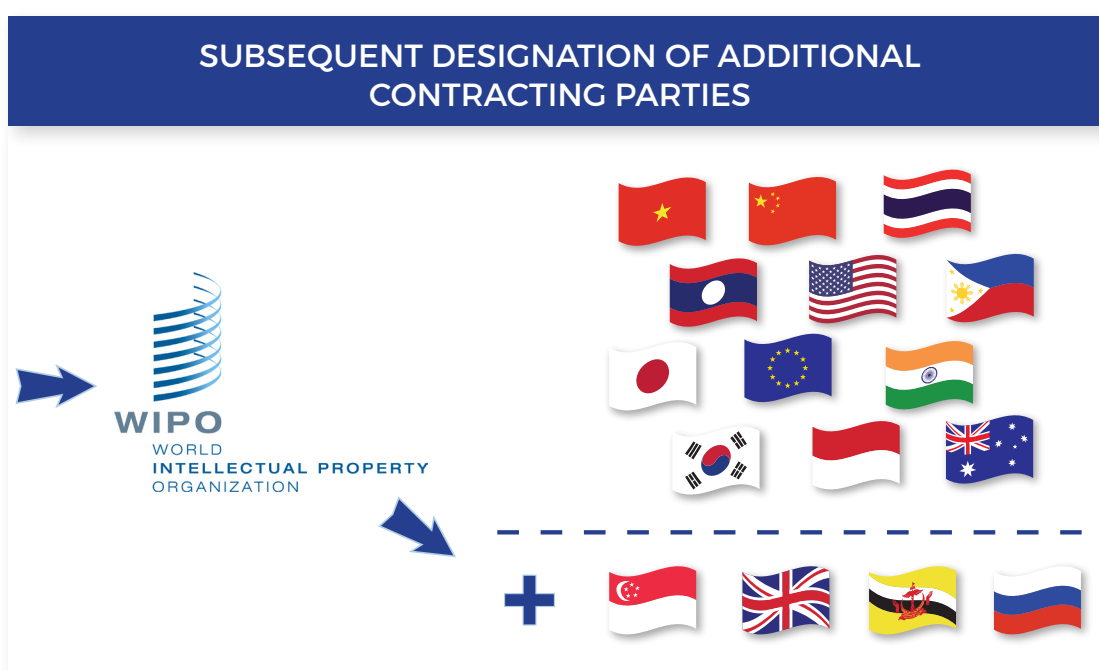 SUBSEQUENT DESIGNATION OF ADDITIONAL
CONTRACTING PARTIES
WIPO
WORLD
INTELLECTUAL PROPERTY
ORGANIZATION